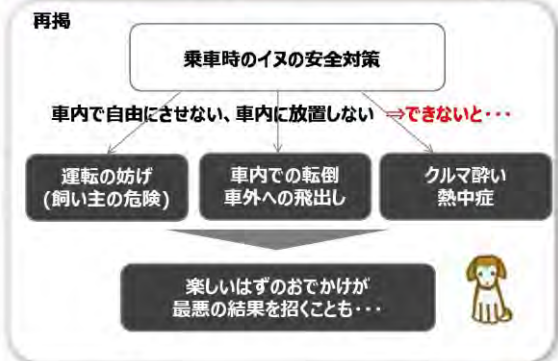 再掲
乗車時のイヌの安全対策
車内で自由にさせない、車内に放置しない ⇒できないと・・・
運転の妨げ
(飼い主の危険)
車内での転倒
車外への飛出し
クルマ酔い
熱中症
楽しいはずのおでかけが
最悪の結果を招くことも・・・